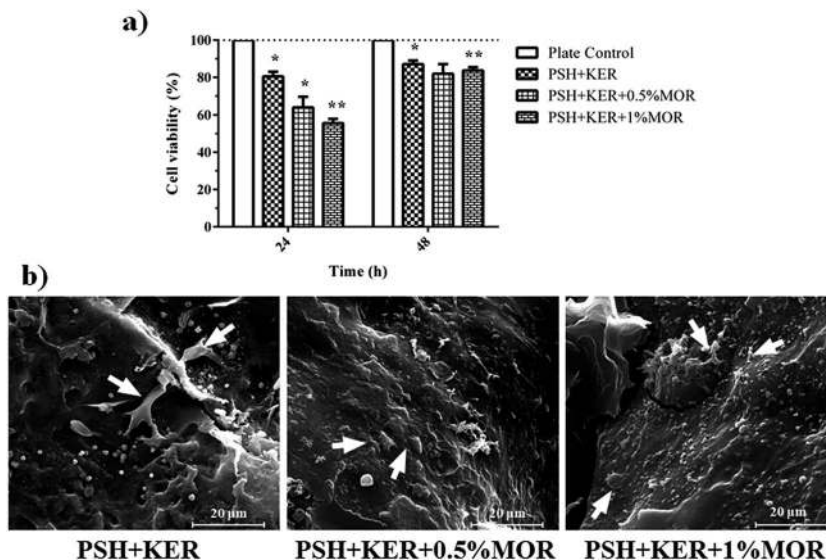 a)
Cell viability (%)
100
80
60
40
20
0
*
*
**
*
**
24
48
Time (h)
Plate Control
PSH+KER
PSH+KER+0.5%MOR
PSH+KER+1%MOR
b)
20 µm
20 µm
20 µm
PSH+KER
PSH+KER+0.5%MOR
PSH+KER+1%MOR